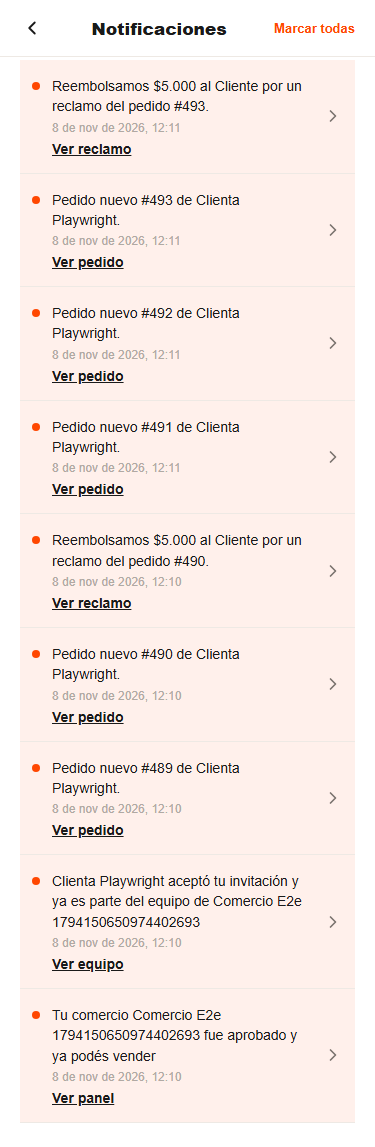 Notificaciones
Marcar todas
Reembolsamos $5.000 al Cliente por un
reclamo del pedido #493.
8 de nov de 2026, 12:11
Ver reclamo
Pedido nuevo #493 de Clienta
Playwright.
8 de nov de 2026, 12:11
Ver pedido
Pedido nuevo #492 de Clienta
Playwright.
8 de nov de 2026, 12:11
Ver pedido
Pedido nuevo #491 de Clienta
Playwright.
8 de nov de 2026, 12:11
Ver pedido
Reembolsamos $5.000 al Cliente por un
reclamo del pedido #490.
8 de nov de 2026, 12:10
Ver reclamo
Pedido nuevo #490 de Clienta
Playwright.
8 de nov de 2026, 12:10
Ver pedido
Pedido nuevo #489 de Clienta
Playwright.
8 de nov de 2026, 12:10
Ver pedido
Clienta Playwright aceptó tu invitación y
ya es parte del equipo de Comercio E2e
1794150650974402693
8 de nov de 2026, 12:10
Ver equipo
Tu comercio Comercio E2e
1794150650974402693 fue aprobado y
ya podés vender
8 de nov de 2026, 12:10
Ver panel